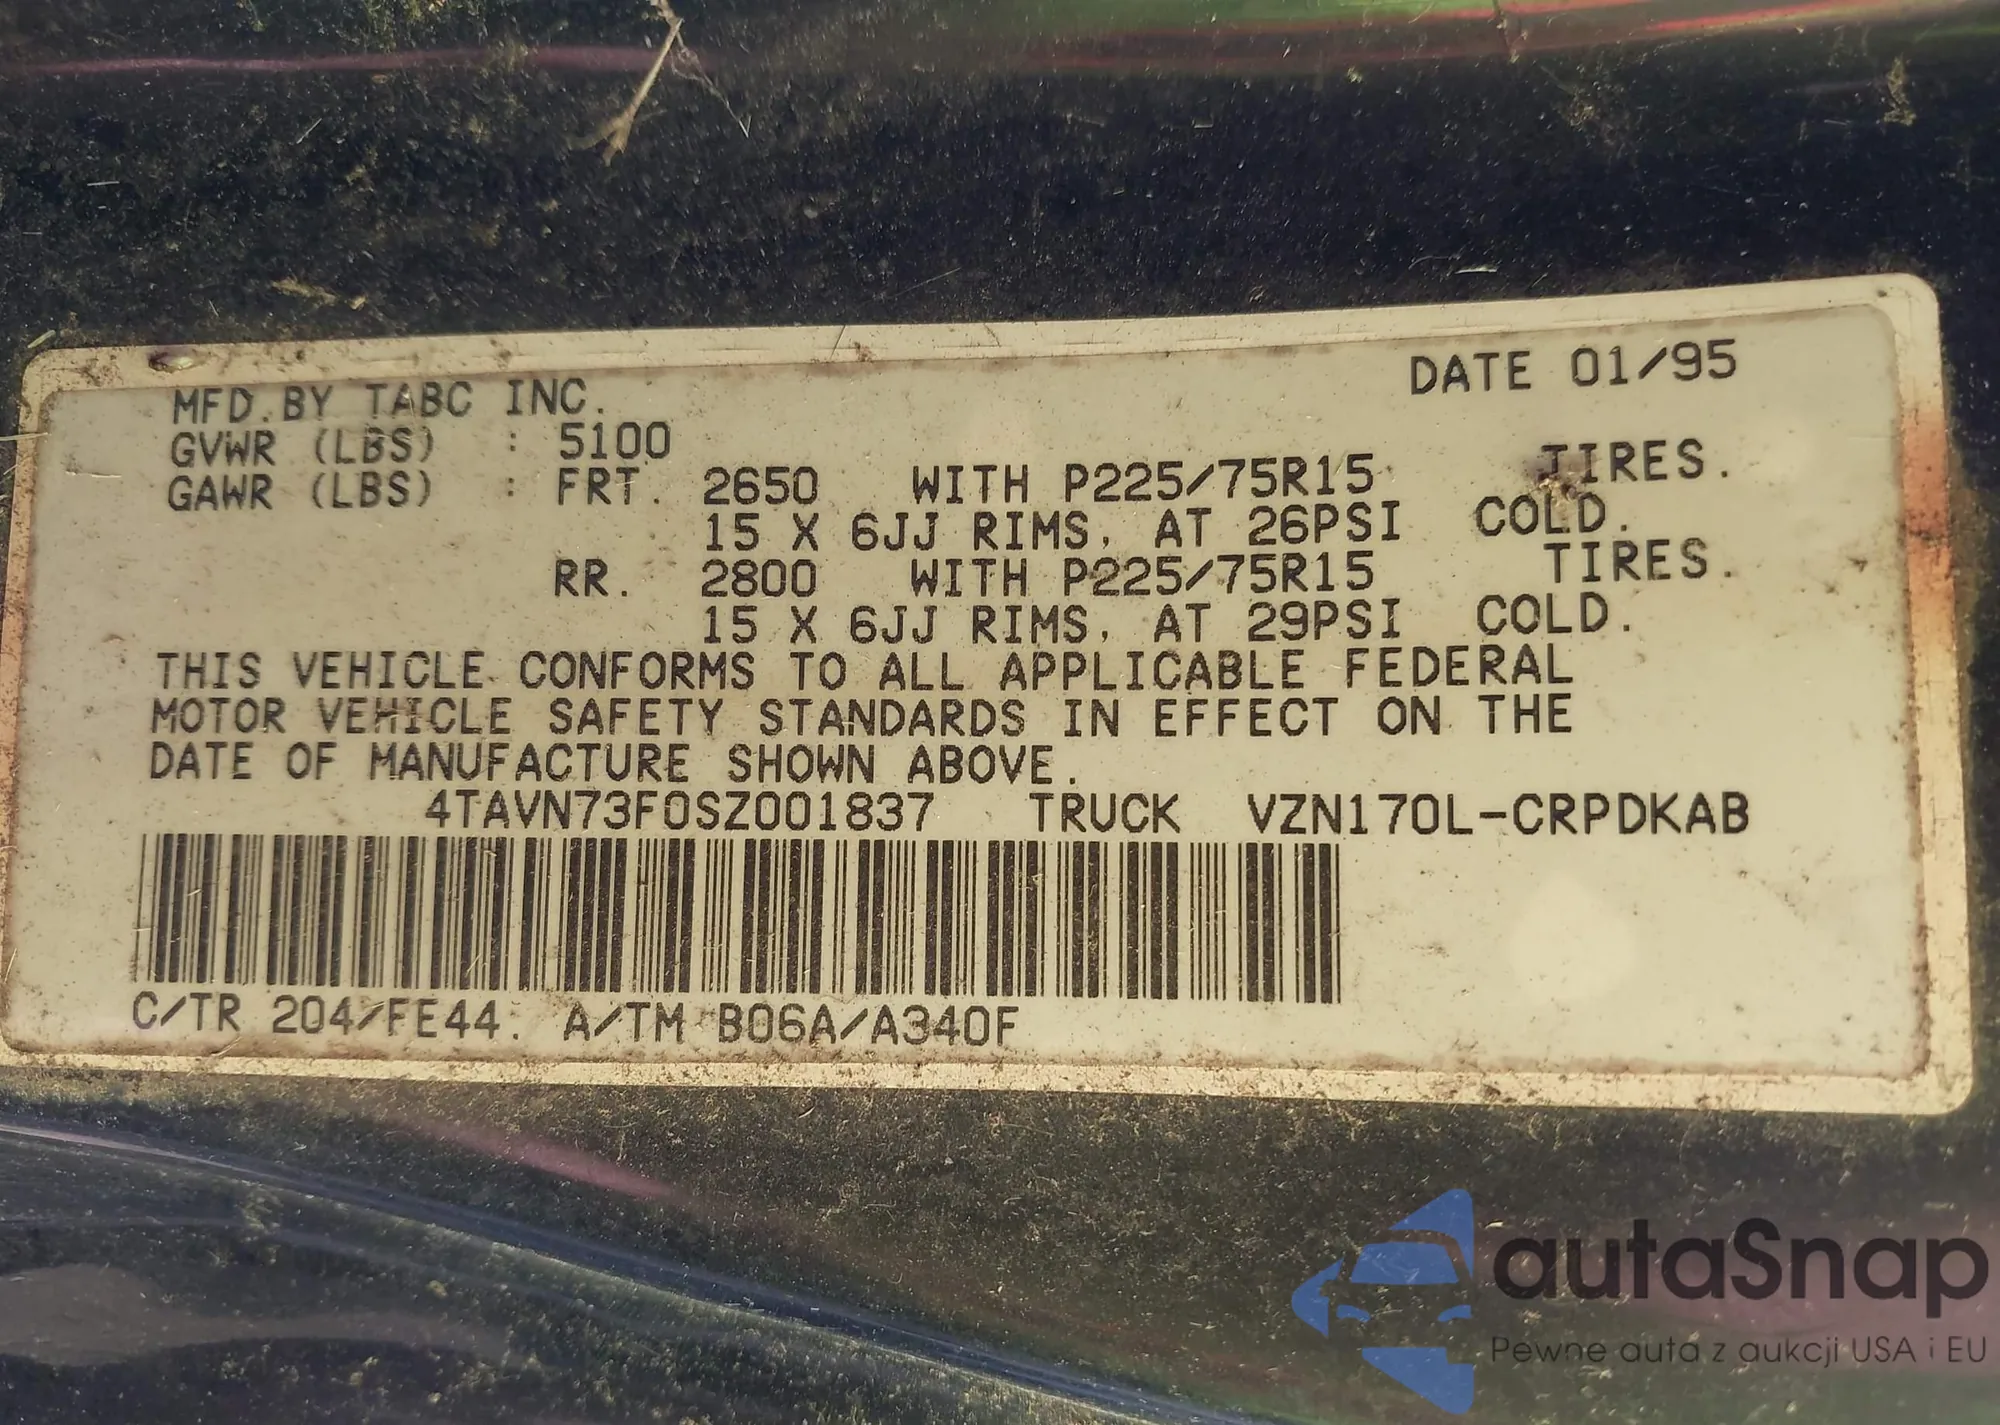 DATE 01/95
MFD.BY TABC INC.
GVWR (LBS) : 5100
GAWR (LBS) : FRT. 2650 WITH P225/75R15 TIRES.
15 X 6JJ RIMS, AT 26PSI COLD.
RR. 2800 WITH P225/75R15 TIRES.
15 X 6JJ RIMS, AT 29PSI COLD.
THIS VEHICLE CONFORMS TO ALL APPLICABLE FEDERAL
MOTOR VEHICLE SAFETY STANDARDS IN EFFECT ON THE
DATE OF MANUFACTURE SHOWN ABOVE.
4TAVN73F0SZ001837 TRUCK VZN170L-CRPDKAB
C/TR 204/FE44. A/TM B06A/A340F
autaSnap
Pewne auta z aukcji USA i EU